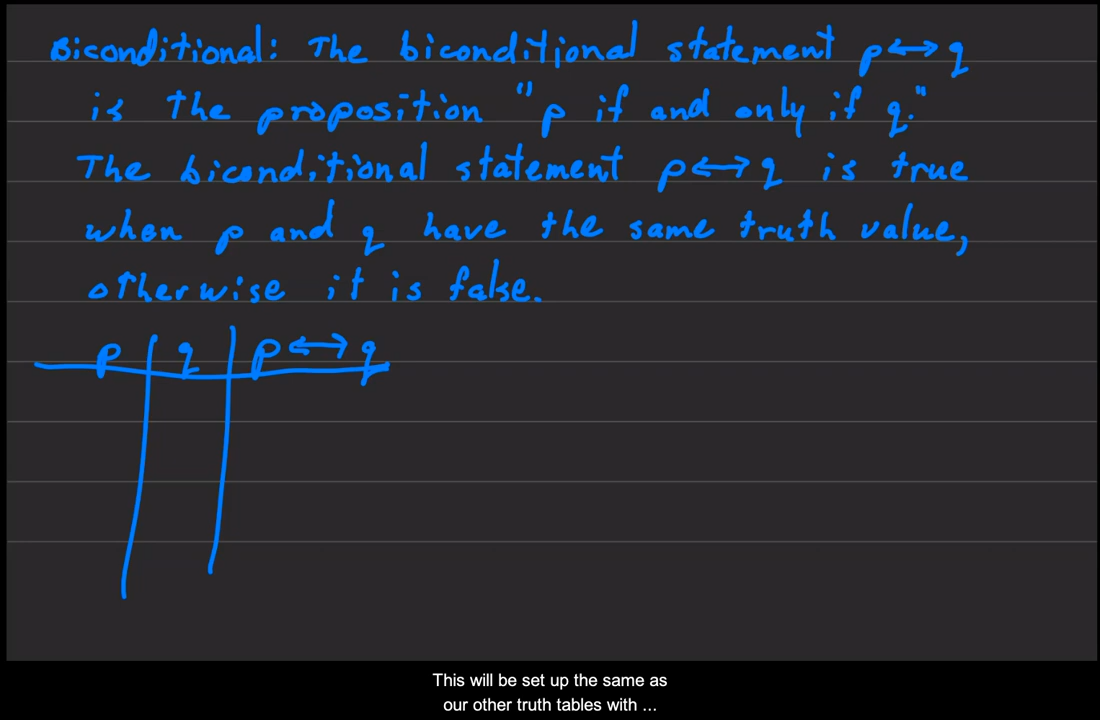 Biconditional: The biconditional statement p↔q
is the proposition "p if and only if q."
The biconditional statement p↔q is true
when p and q have the same truth value,
otherwise it is false.
p q p↔q
This will be set up the same as
our other truth tables with ...